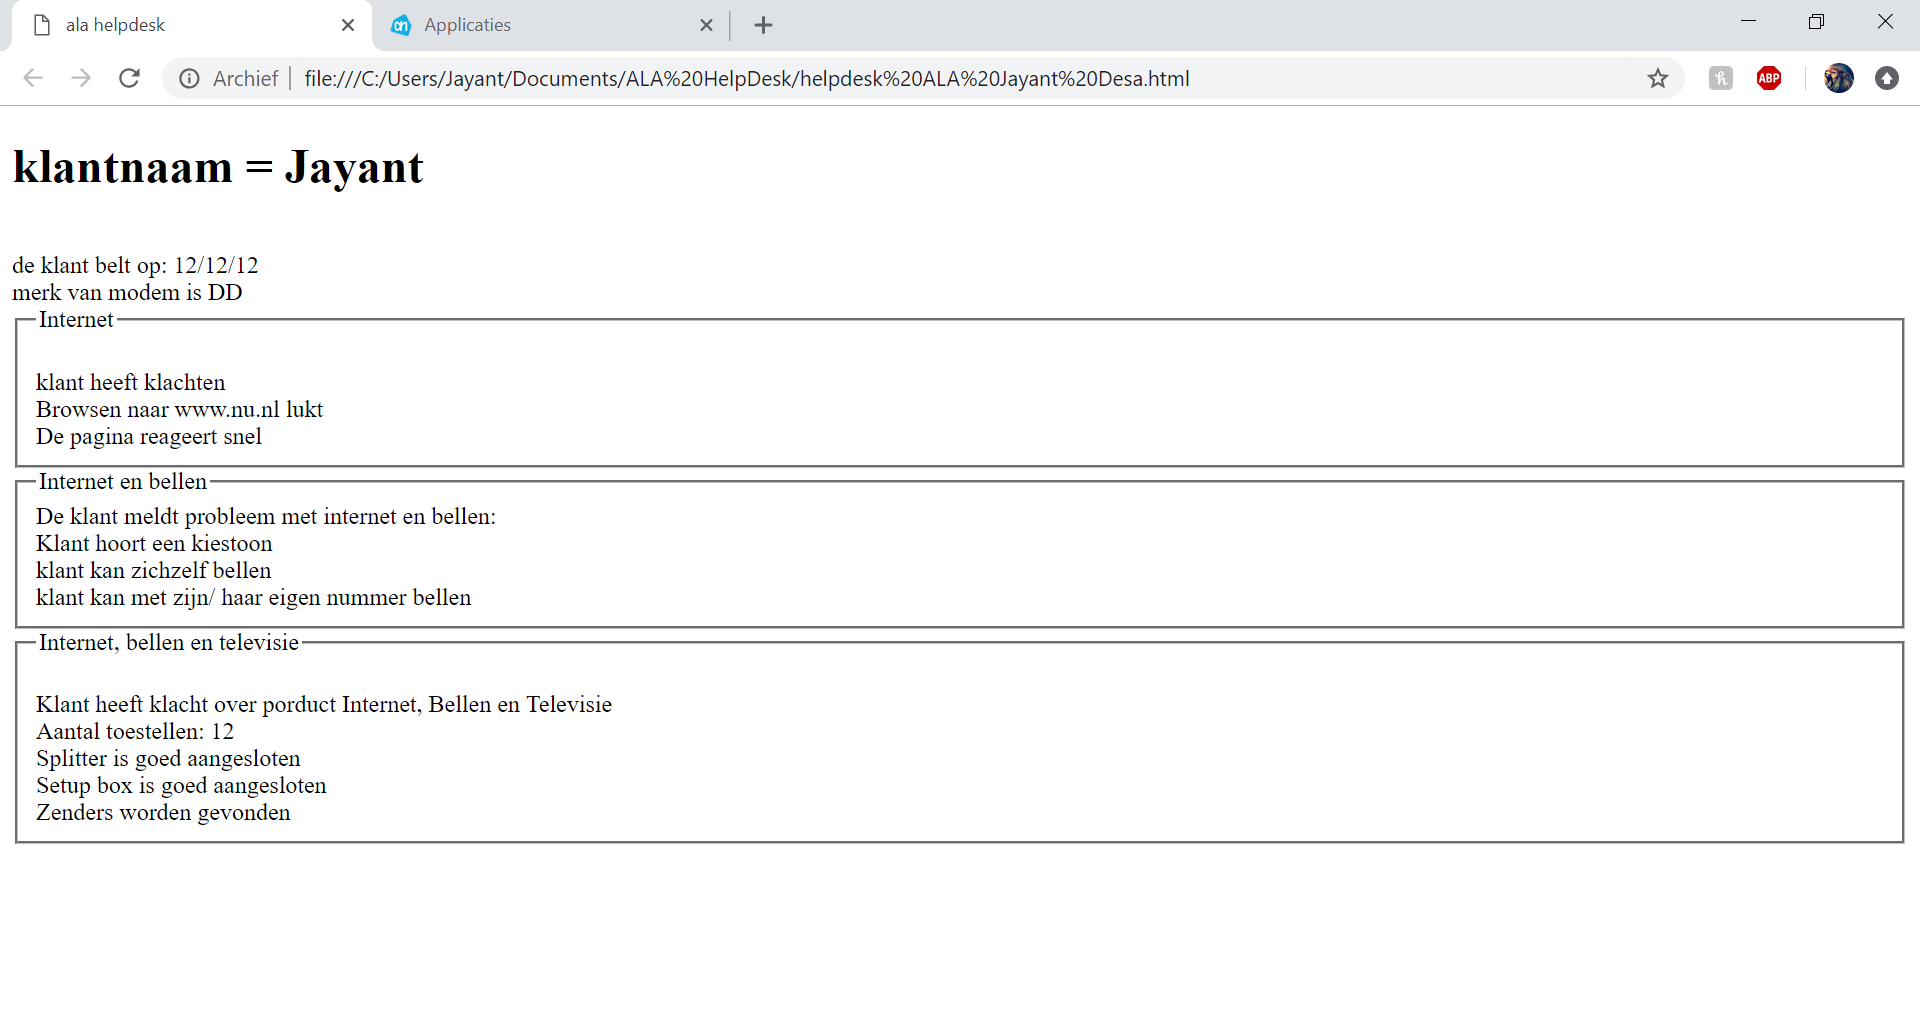 ala helpdesk
Applicaties
Archief
file:///C:/Users/Jayant/Documents/ALA%20HelpDesk/helpdesk%20ALA%20Jayant%20Desa.html
ABP
klantnaam = Jayant
de klant belt op: 12/12/12
merk van modem is DD
Internet
klant heeft klachten
Browsen naar www.nu.nl lukt
De pagina reageert snel
Internet en bellen
De klant meldt probleem met internet en bellen:
Klant hoort een kiestoon
klant kan zichzelf bellen
klant kan met zijn/ haar eigen nummer bellen
Internet, bellen en televisie
Klant heeft klacht over porduct Internet, Bellen en Televisie
Aantal toestellen: 12
Splitter is goed aangesloten
Setup box is goed aangesloten
Zenders worden gevonden